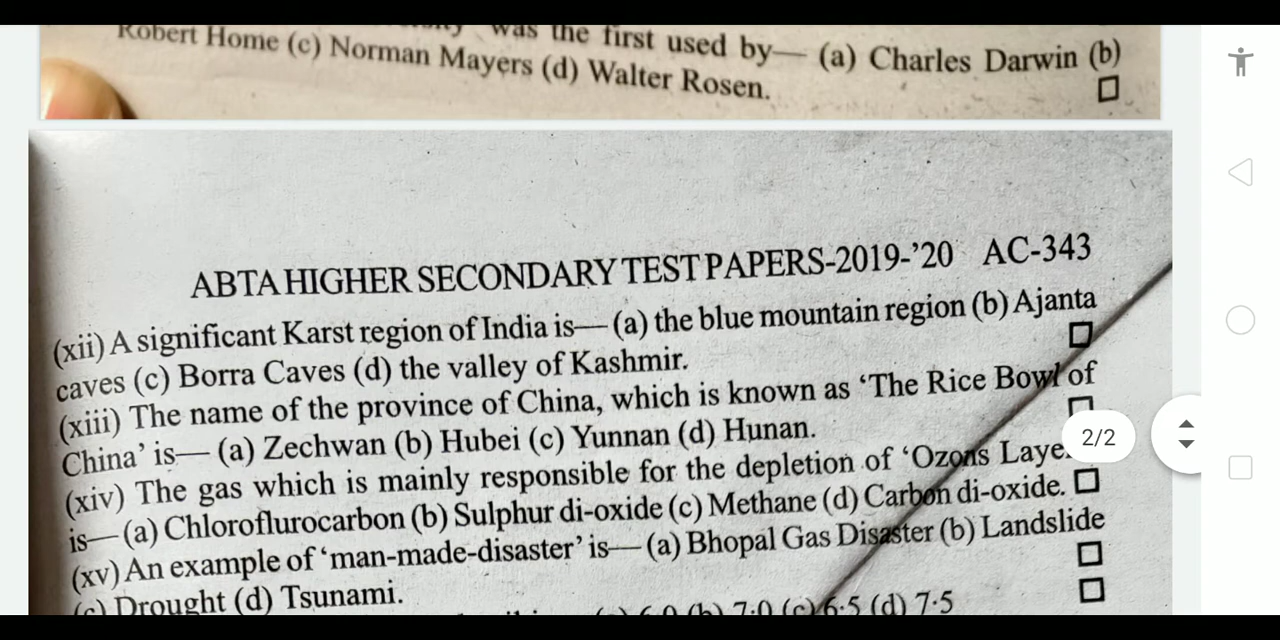 was the first used by— (a) Charles Darwin (b)
Robert Home (c) Norman Mayers (d) Walter Rosen.
ABTA HIGHER SECONDARY TEST PAPERS-2019-'20 AC-343
(xii) A significant Karst region of India is— (a) the blue mountain region (b) Ajanta
caves (c) Borra Caves (d) the valley of Kashmir.
(xiii) The name of the province of China, which is known as ‘The Rice Bowl of
China’ is— (a) Zechwan (b) Hubei (c) Yunnan (d) Hunan.
(xiv) The gas which is mainly responsible for the depletion of ‘Ozons Laye
is— (a) Chloroflurocarbon (b) Sulphur di-oxide (c) Methane (d) Carbon di-oxide.
(xv) An example of ‘man-made-disaster’ is— (a) Bhopal Gas Disaster (b) Landslide
(c) Drought (d) Tsunami.
6·0 (b) 7·0 (c) 6·5 (d) 7·5
2/2